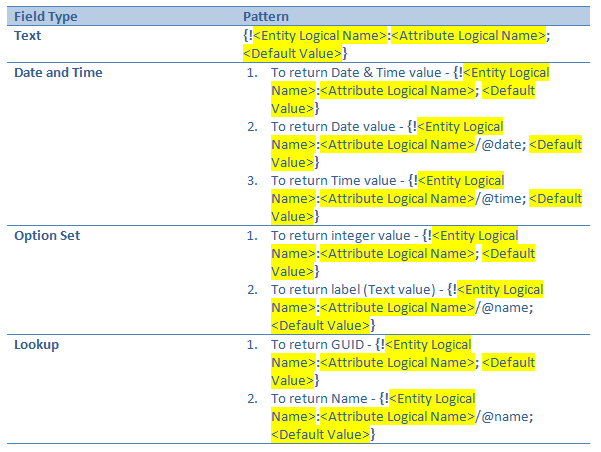 Field Type Pattern
Text {!<Entity Logical Name>:<Attribute Logical Name>;
<Default Value>}
Date and Time 1. To return Date & Time value - {!<Entity Logical
Name>:<Attribute Logical Name>; <Default
Value>}
2. To return Date value - {!<Entity Logical
Name>:<Attribute Logical Name>/@date; <Default
Value>}
3. To return Time value - {!<Entity Logical
Name>:<Attribute Logical Name>/@time; <Default
Value>}
Option Set 1. To return integer value - {!<Entity Logical
Name>:<Attribute Logical Name>; <Default
Value>}
2. To return label (Text value) - {!<Entity Logical
Name>:<Attribute Logical Name>/@name;
<Default Value>}
Lookup 1. To return GUID - {!<Entity Logical
Name>:<Attribute Logical Name>; <Default
Value>}
2. To return Name - {!<Entity Logical
Name>:<Attribute Logical Name>/@name;
<Default Value>}